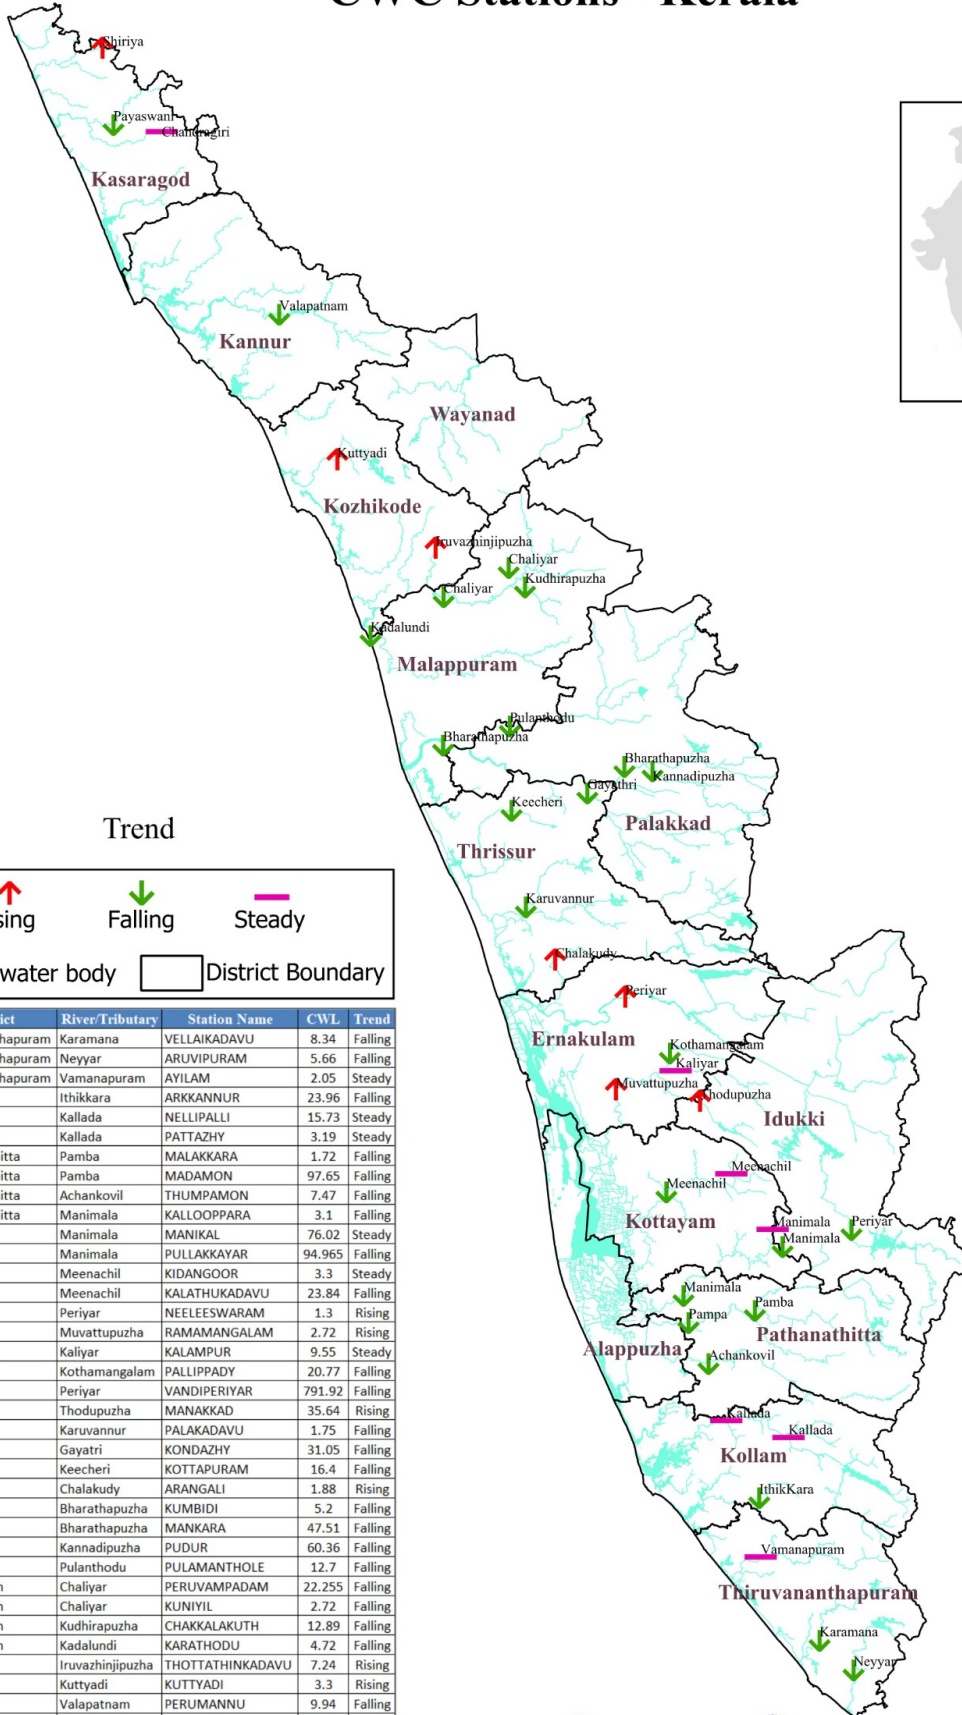 CWC Stations - Kerala
Shiriya
Payaswani
Chandragiri
Kasaragod
Valapatnam
Kannur
Wayanad
Kuttyadi
Kozhikode
Iruvazhinjipuzha
Chaliyar
Kudhirapuzha
Chaliyar
Kadalundi
Malappuram
Pulanthodu
Bharathapuzha
Bharathapuzha
Kannadipuzha
Gayathri
Keecheri
Palakkad
Thrissur
Karuvannur
Chalakudy
Periyar
Ernakulam
Kothamangalam
Kaliyar
Muvattupuzha
Thodupuzha
Idukki
Meenachil
Meenachil
Kottayam
Manimala
Periyar
Manimala
Manimala
Pamba
Pampa
Pathanathitta
Alappuzha
Achankovil
Kallada
Kallada
Kollam
IthikKara
Vamanapuram
Thiruvananthapuram
Karamana
Neyyar
Trend
sing Falling Steady
water body District Boundary
ict River/Tributary Station Name CWL Trend
hapuram Karamana VELLAIKADAVU 8.34 Falling
hapuram Neyyar ARUVIPURAM 5.66 Falling
hapuram Vamanapuram AYILAM 2.05 Steady
Ithikkara ARKKANNUR 23.96 Falling
Kallada NELLIPALLI 15.73 Steady
Kallada PATTAZHY 3.19 Steady
itta Pamba MALAKKARA 1.72 Falling
itta Pamba MADAMON 97.65 Falling
itta Achankovil THUMPAMON 7.47 Falling
itta Manimala KALLOOPPARA 3.1 Falling
Manimala MANIKAL 76.02 Steady
Manimala PULLAKKAYAR 94.965 Falling
Meenachil KIDANGOOR 3.3 Steady
Meenachil KALATHUKADAVU 23.84 Falling
Periyar NEELEESWARAM 1.3 Rising
Muvattupuzha RAMAMANGALAM 2.72 Rising
Kaliyar KALAMPUR 9.55 Steady
Kothamangalam PALLIPPADY 20.77 Falling
Periyar VANDIPERIYAR 791.92 Falling
Thodupuzha MANAKKAD 35.64 Rising
Karuvannur PALAKADAVU 1.75 Falling
Gayatri KONDAZHY 31.05 Falling
Keecheri KOTTAPURAM 16.4 Falling
Chalakudy ARANGALI 1.88 Rising
Bharathapuzha KUMBIDI 5.2 Falling
Bharathapuzha MANKARA 47.51 Falling
Kannadipuzha PUDUR 60.36 Falling
Pulanthodu PULAMANTHOLE 12.7 Falling
n Chaliyar PERUVAMPADAM 22.255 Falling
n Chaliyar KUNIYIL 2.72 Falling
n Kudhirapuzha CHAKKALAKUTH 12.89 Falling
n Kadalundi KARATHODU 4.72 Falling
Iruvazhinjipuzha THOTTATHINKADAVU 7.24 Rising
Kuttyadi KUTTYADI 3.3 Rising
Valapatnam PERUMANNU 9.94 Falling